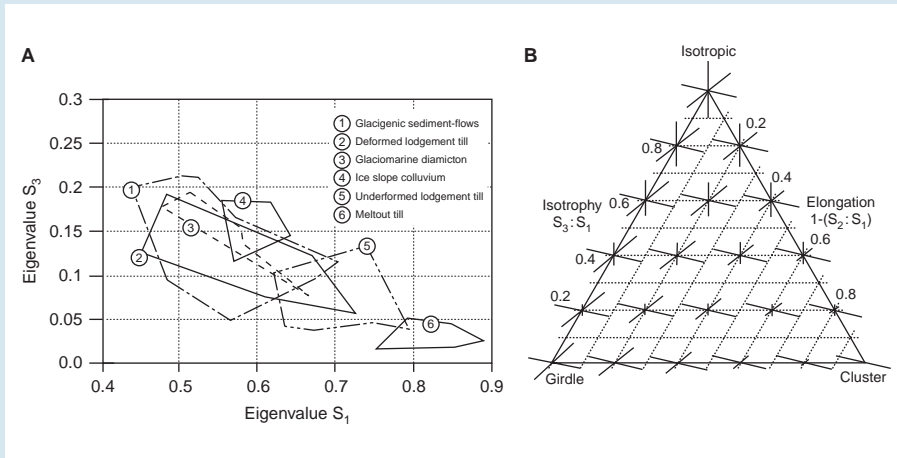 A
Eigenvalue S3
0.3
0.25
0.2
0.15
0.1
0.05
0.0
0.4
0.5
0.6
0.7
0.8
0.9
Eigenvalue S1
1 Glacigenic sediment-flows
2 Deformed lodgement till
3 Glaciomarine diamicton
4 Ice slope colluvium
5 Underformed lodgement till
6 Meltout till
1
2
3
4
5
6
B
Isotropic
0.2
0.8
0.4
0.6
Isotrophy
S3:S1
Elongation
1-(S2:S1)
0.6
0.4
0.2
0.8
Girdle
Cluster